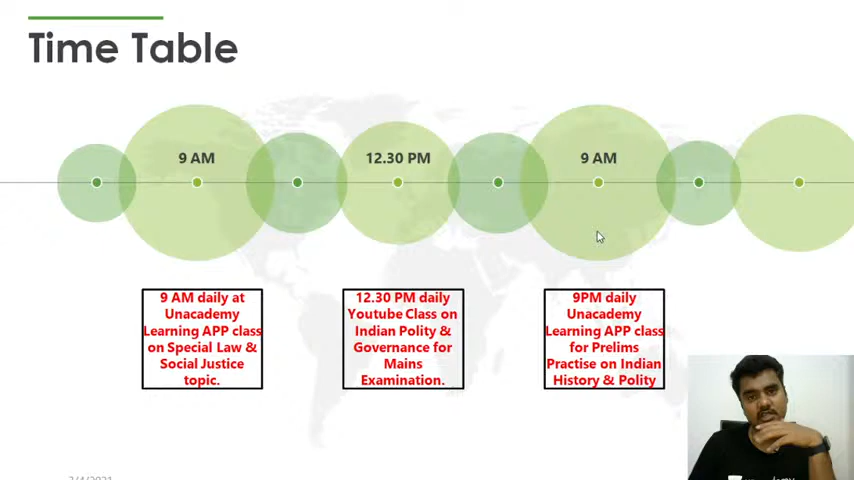 Time Table
9 AM
12.30 PM
9 AM
9 AM daily at
Unacademy
Learning APP class
on Special Law &
Social Justice
topic.
12.30 PM daily
Youtube Class on
Indian Polity &
Governance for
Mains
Examination.
9PM daily
Unacademy
Learning APP class
for Prelims
Practise on Indian
History & Polity